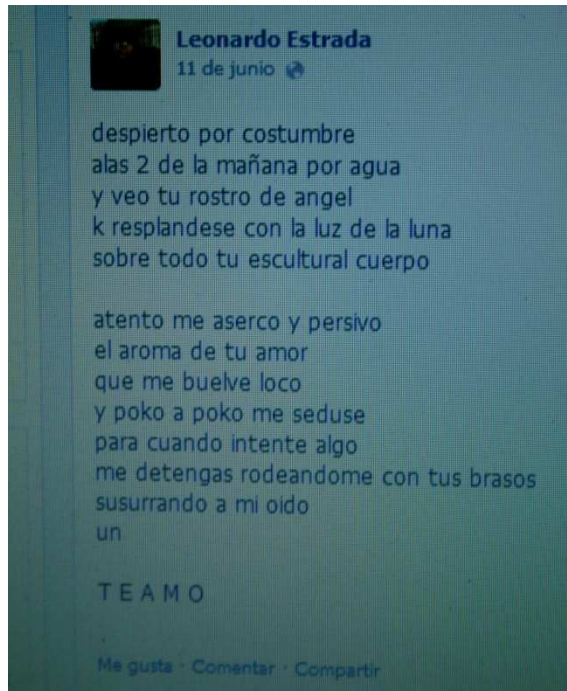 Leonardo Estrada
11 de junio
despierto por costumbre
alas 2 de la mañana por agua
y veo tu rostro de angel
k resplandese con la luz de la luna
sobre todo tu escultural cuerpo
atento me aserco y persivo
el aroma de tu amor
que me buelve loco
y poko a poko me seduse
para cuando intente algo
me detengas rodeandome con tus brasos
susurrando a mi oido
un
T E A M O
Me gusta · Comentar · Compartir